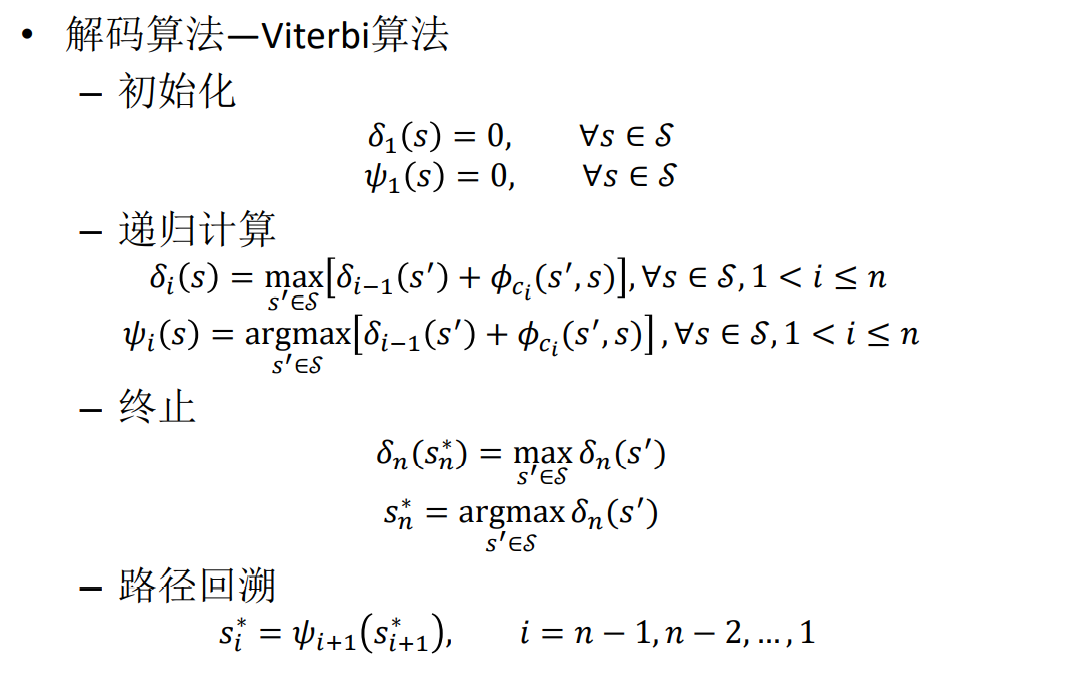 • 解码算法—Viterbi算法
– 初始化
δ₁(s) = 0, ∀s ∈ 𝒮
ψ₁(s) = 0, ∀s ∈ 𝒮
– 递归计算
δᵢ(s) = max_{s′∈𝒮}[δᵢ₋₁(s′) + ϕ_{cᵢ}(s′, s)], ∀s ∈ 𝒮, 1 < i ≤ n
ψᵢ(s) = argmax_{s′∈𝒮}[δᵢ₋₁(s′) + ϕ_{cᵢ}(s′, s)], ∀s ∈ 𝒮, 1 < i ≤ n
– 终止
δₙ(sₙ*) = max_{s′∈𝒮} δₙ(s′)
sₙ* = argmax_{s′∈𝒮} δₙ(s′)
– 路径回溯
sᵢ* = ψᵢ₊₁(sᵢ₊₁*), i = n − 1, n − 2, … , 1